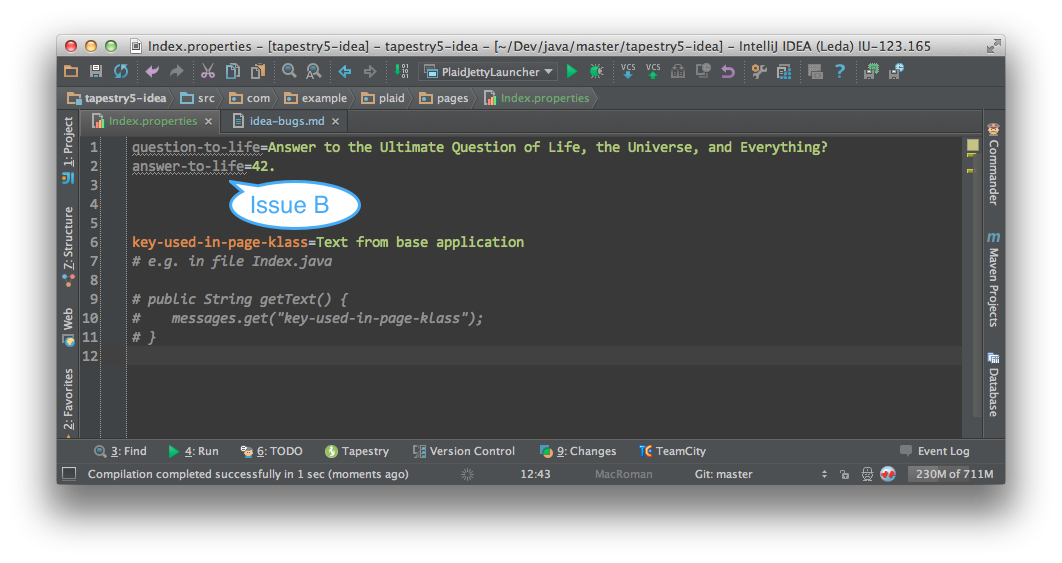 Index.properties – [tapestry5-idea] – tapestry5-idea – [~/Dev/java/master/tapestry5-idea] – IntelliJ IDEA (Leda) IU-123.165
PlaidJettyLauncher
VCS VCS
tapestry5-idea src com example plaid pages Index.properties
Index.properties idea-bugs.md
1: Project
7: Structure
Web
2: Favorites
1 question-to-life=Answer to the Ultimate Question of Life, the Universe, and Everything?
2 answer-to-life=42.
3
4
5
6 key-used-in-page-klass=Text from base application
7 # e.g. in file Index.java
8
9 # public String getText() {
10 #    messages.get("key-used-in-page-klass");
11 # }
12
Issue B
Commander
m Maven Projects
Database
3: Find 4: Run 6: TODO Tapestry Version Control 9: Changes TC TeamCity Event Log
Compilation completed successfully in 1 sec (moments ago) 12:43 MacRoman Git: master 230M of 711M